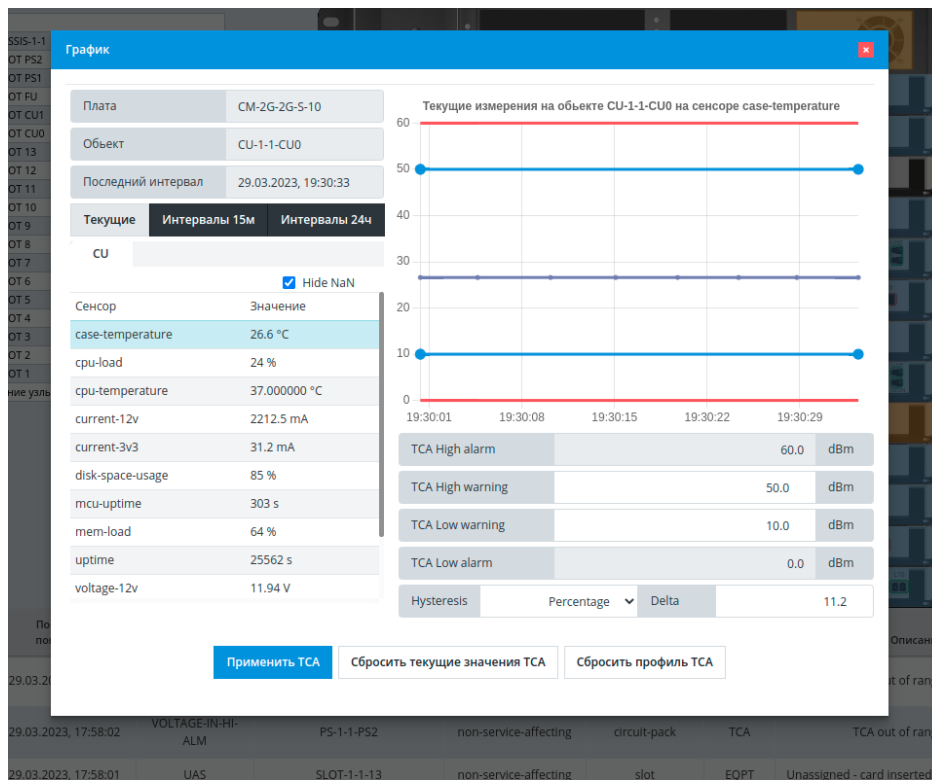 SSIS-1-1
OT PS2
OT PS1
OT FU
OT CU1
OT CU0
OT 13
OT 12
OT 11
OT 10
OT 9
OT 8
OT 7
OT 6
OT 5
OT 4
OT 3
OT 2
OT 1
График
Плата CM-2G-2G-S-10
Обьект CU-1-1-CU0
Последний интервал 29.03.2023, 19:30:33
Текущие Интервалы 15м Интервалы 24ч
CU
Hide NaN
Сенсор Значение
case-temperature 26.6 °C
cpu-load 24 %
cpu-temperature 37.000000 °C
current-12v 2212.5 mA
current-3v3 31.2 mA
disk-space-usage 85 %
mcu-uptime 303 s
mem-load 64 %
uptime 25562 s
voltage-12v 11.94 V
Текущие измерения на обьекте CU-1-1-CU0 на сенсоре case-temperature
60
50
40
30
20
10
0
19:30:01 19:30:08 19:30:15 19:30:22 19:30:29
TCA High alarm 60.0 dBm
TCA High warning 50.0 dBm
TCA Low warning 10.0 dBm
TCA Low alarm 0.0 dBm
Hysteresis Percentage Delta 11.2
Применить TCA Сбросить текущие значения TCA Сбросить профиль TCA
Описан
29.03.20 ut of ran
29.03.2023, 17:58:02 VOLTAGE-IN-HI-ALM PS-1-1-PS2 non-service-affecting circuit-pack TCA TCA out of ran
29.03.2023, 17:58:01 UAS SLOT-1-1-13 non-service-affecting slot EQPT Unassigned - card inserted